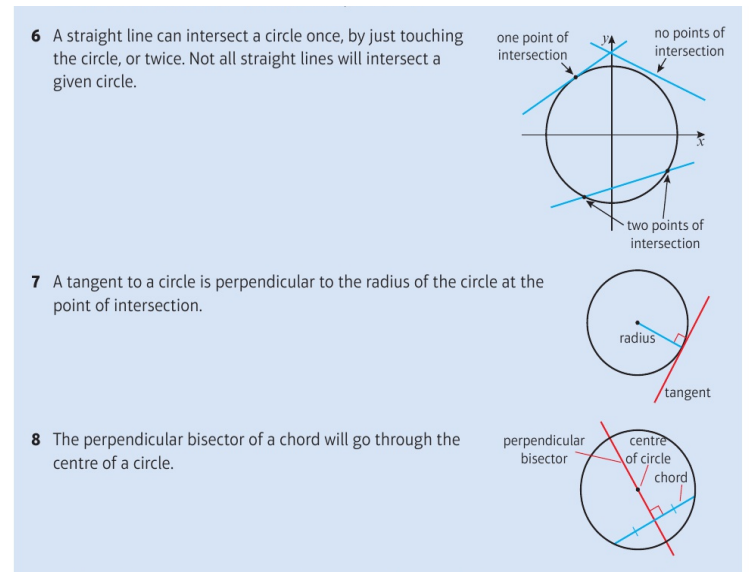 6 A straight line can intersect a circle once, by just touching
the circle, or twice. Not all straight lines will intersect a
given circle.
one point of
intersection
y
no points of
intersection
x
two points of
intersection
7 A tangent to a circle is perpendicular to the radius of the circle at the
point of intersection.
radius
tangent
8 The perpendicular bisector of a chord will go through the
centre of a circle.
perpendicular
bisector
centre
of circle
chord